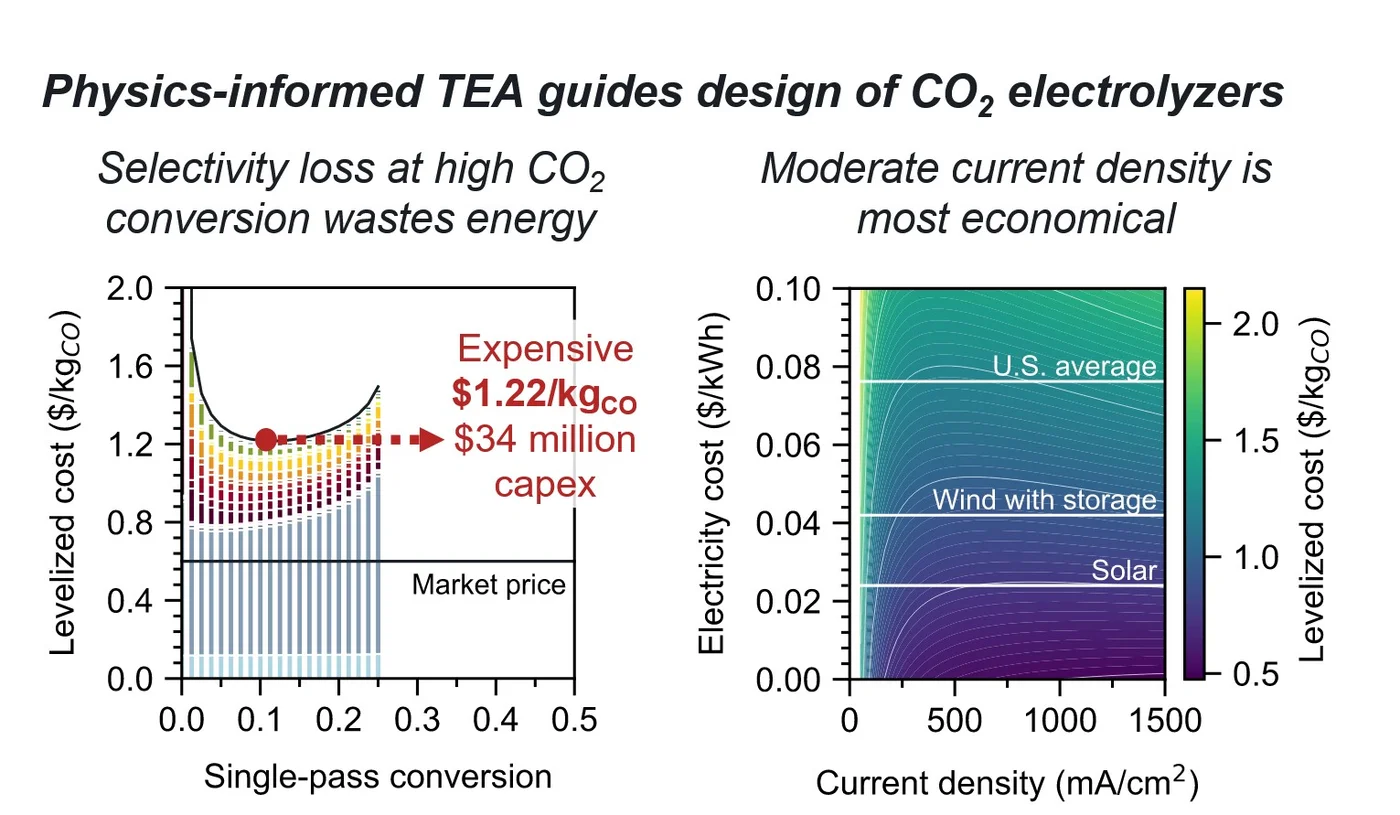 Physics-informed TEA guides design of CO₂ electrolyzers
Selectivity loss at high CO₂
conversion wastes energy
Levelized cost ($/kgCO)
2.0
1.6
1.2
0.8
0.4
0.0
Expensive
$1.22/kgco
$34 million
capex
Market price
0.0 0.1 0.2 0.3 0.4 0.5
Single-pass conversion
Moderate current density is
most economical
Electricity cost ($/kWh)
0.10
0.08
0.06
0.04
0.02
0.00
U.S. average
Wind with storage
Solar
0 500 1000 1500
Current density (mA/cm²)
2.0
1.5
1.0
0.5
Levelized cost ($/kgCO)